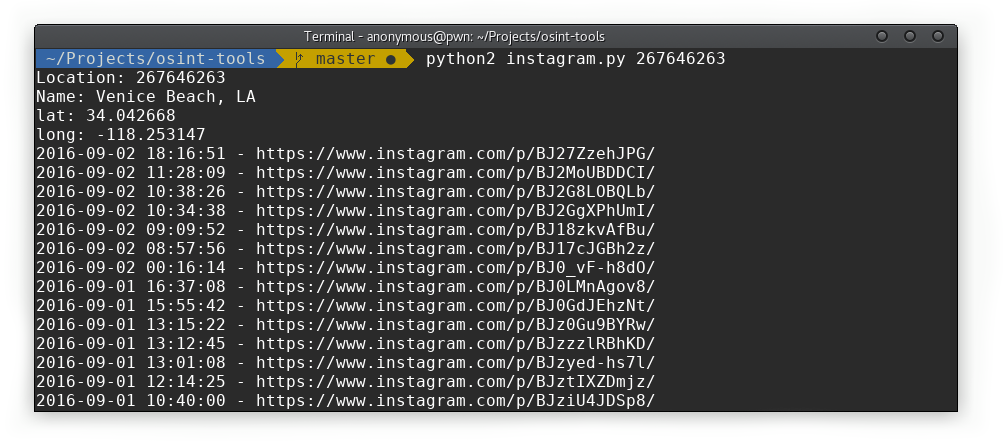 Terminal - anonymous@pwn: ~/Projects/osint-tools
~/Projects/osint-tools master ● python2 instagram.py 267646263
Location: 267646263
Name: Venice Beach, LA
lat: 34.042668
long: -118.253147
2016-09-02 18:16:51 - https://www.instagram.com/p/BJ27ZzehJPG/
2016-09-02 11:28:09 - https://www.instagram.com/p/BJ2MoUBDDCI/
2016-09-02 10:38:26 - https://www.instagram.com/p/BJ2G8LOBQLb/
2016-09-02 10:34:38 - https://www.instagram.com/p/BJ2GgXPhUmI/
2016-09-02 09:09:52 - https://www.instagram.com/p/BJ18zkvAfBu/
2016-09-02 08:57:56 - https://www.instagram.com/p/BJ17cJGBh2z/
2016-09-02 00:16:14 - https://www.instagram.com/p/BJ0_vF-h8dO/
2016-09-01 16:37:08 - https://www.instagram.com/p/BJ0LMnAgov8/
2016-09-01 15:55:42 - https://www.instagram.com/p/BJ0GdJEhzNt/
2016-09-01 13:15:22 - https://www.instagram.com/p/BJz0Gu9BYRw/
2016-09-01 13:12:45 - https://www.instagram.com/p/BJzzzlRBhKD/
2016-09-01 13:01:08 - https://www.instagram.com/p/BJzyed-hs7l/
2016-09-01 12:14:25 - https://www.instagram.com/p/BJztIXZDmjz/
2016-09-01 10:40:00 - https://www.instagram.com/p/BJziU4JDSp8/